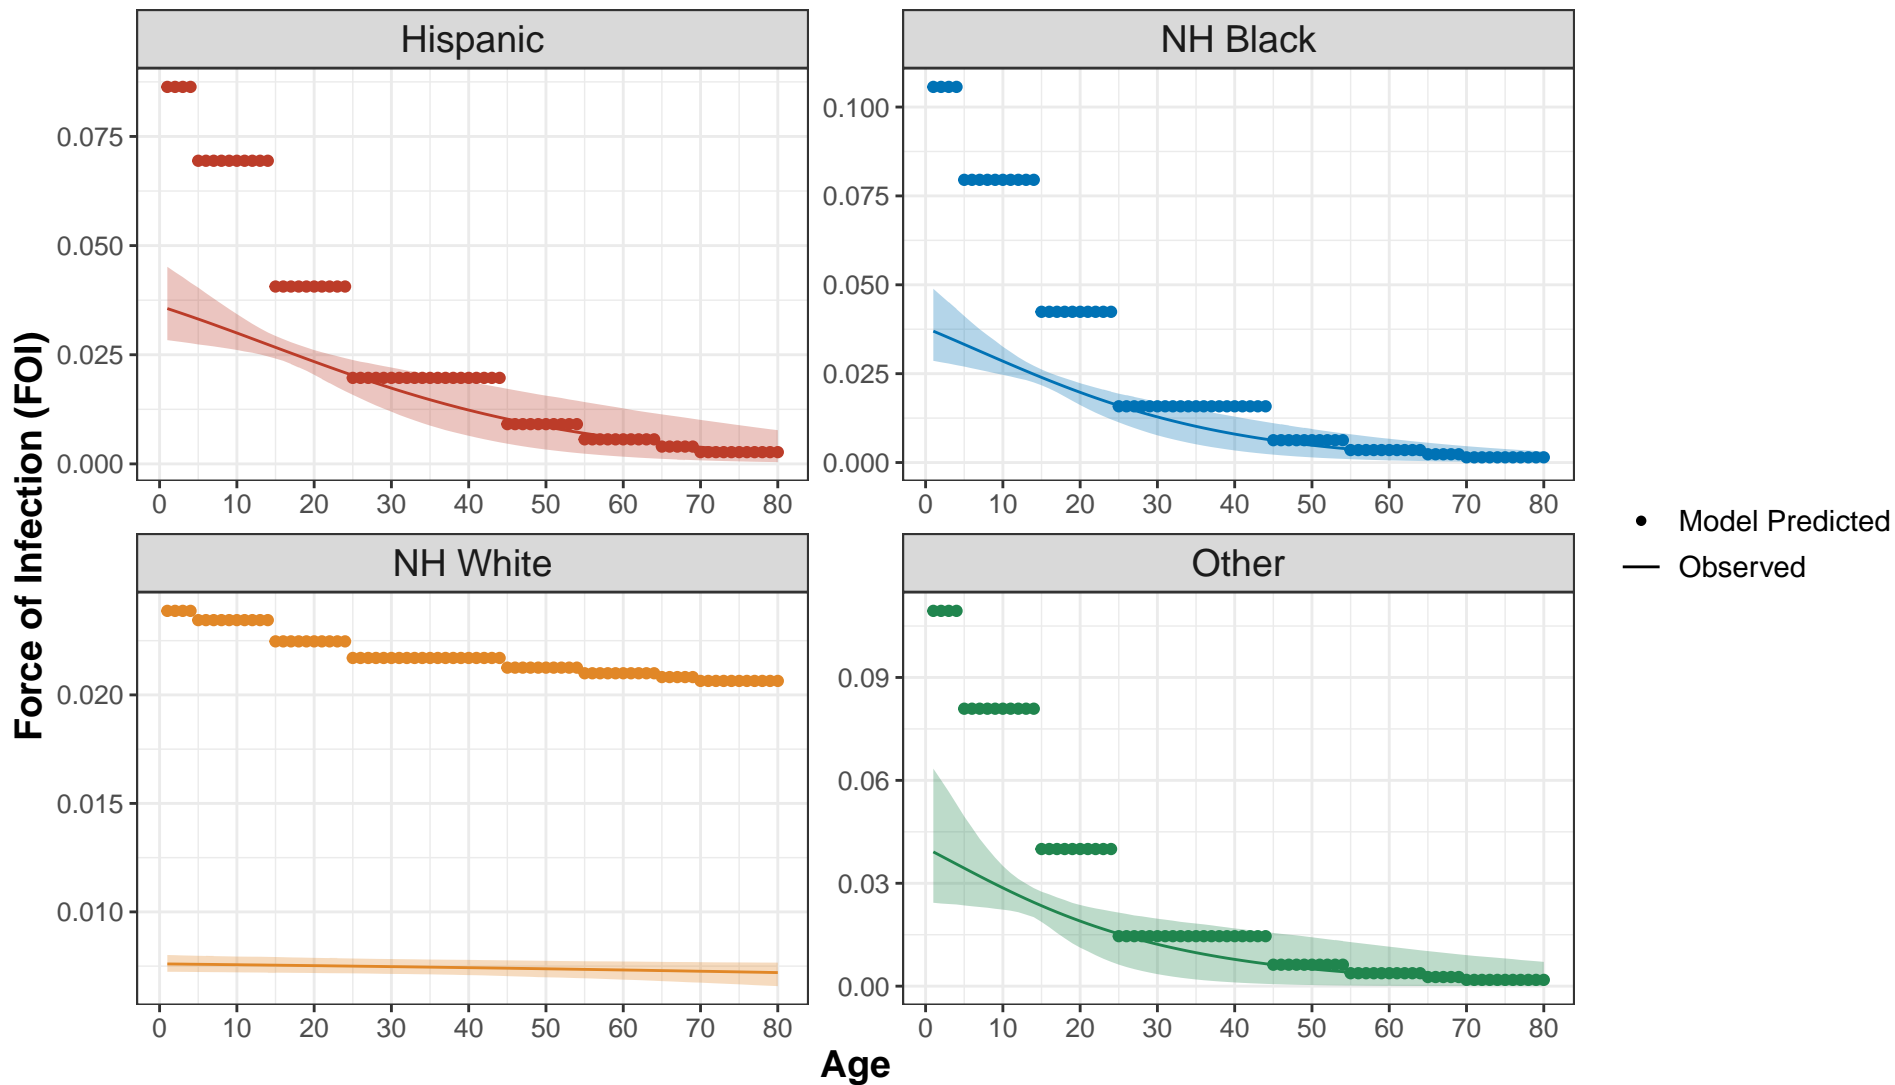 Hispanic
NH Black
0.075
0.050
0.025
0.000
0.100
0.075
0.050
0.025
0.000
0 10 20 30 40 50 60 70 80
0 10 20 30 40 50 60 70 80
NH White
Other
0.020
0.015
0.010
0.09
0.06
0.03
0.00
0 10 20 30 40 50 60 70 80
0 10 20 30 40 50 60 70 80
Force of Infection (FOI)
Age
Model Predicted
Observed